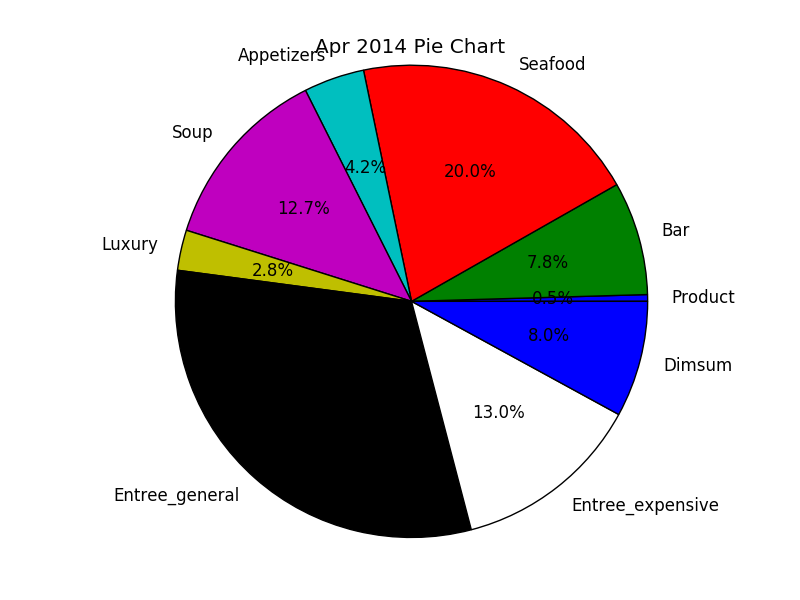 Apr 2014 Pie Chart
Appetizers
Seafood
Soup
4.2%
20.0%
12.7%
Bar
Luxury
2.8%
7.8%
0.5%
Product
8.0%
Dimsum
13.0%
Entree_general
Entree_expensive